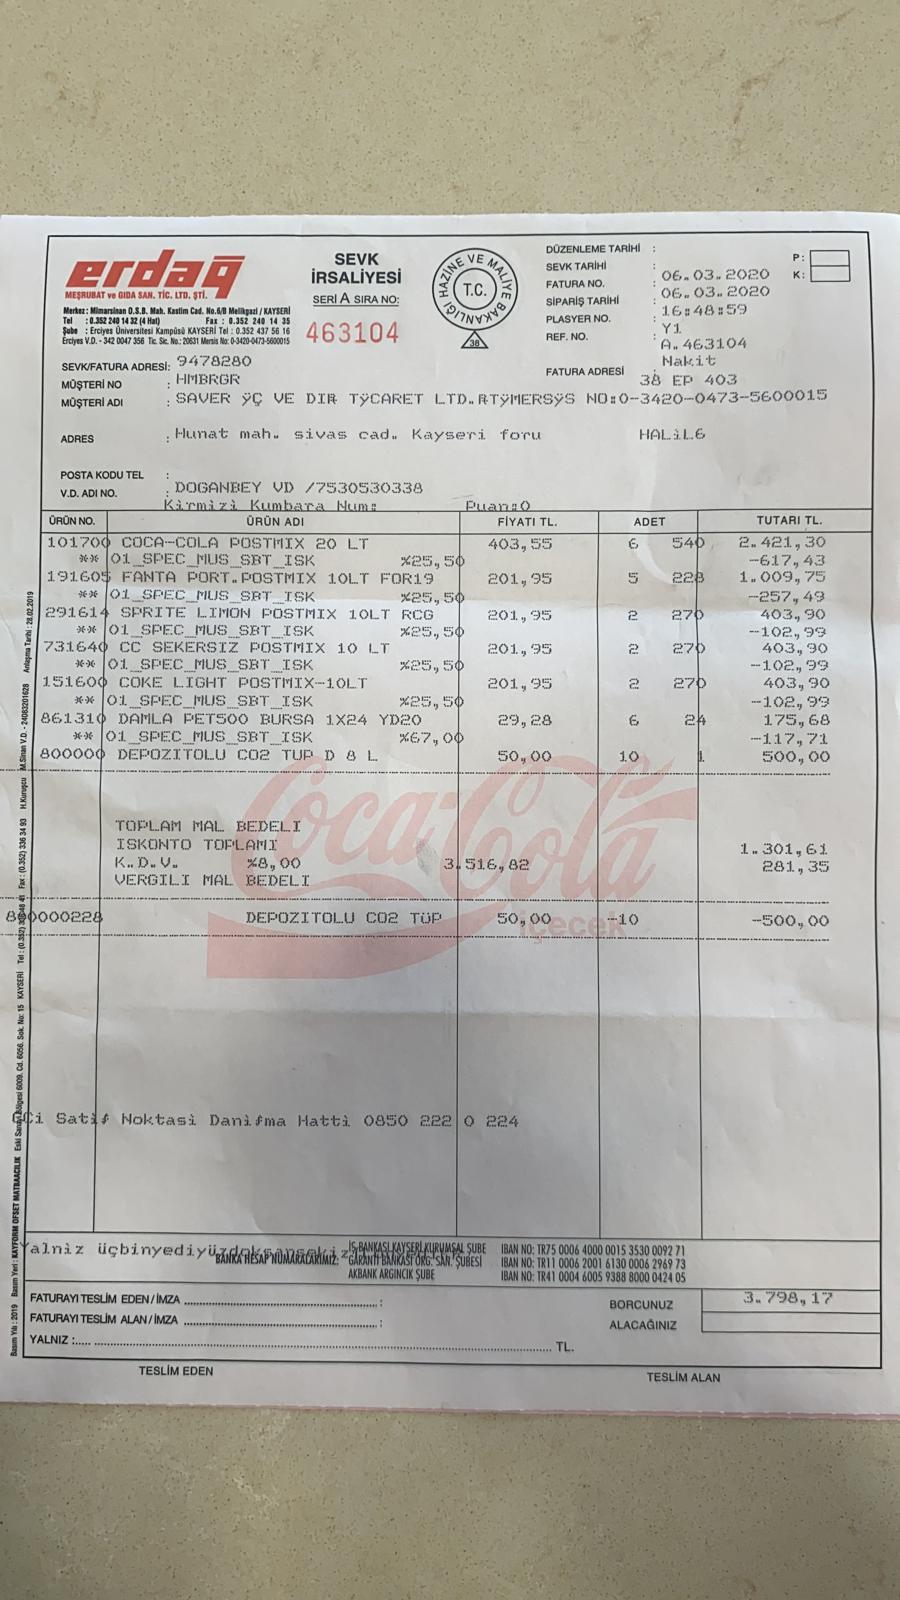 erdağ
MEŞRUBAT ve GIDA SAN. TİC. LTD. ŞTİ.
Merkez : Mimarsinan O.S.B. Mah. Kastim Cad. No.6/B Melikgazi / KAYSERİ
Tel : 0.352 240 14 32 (4 Hat) Fax : 0.352 240 14 35
Şube : Erciyes Üniversitesi Kampüsü KAYSERİ Tel : 0.352 437 56 16
Erciyes V.D. - 342 0047 356 Tic. Sic. No.: 20631 Mersis No: 0-3420-0473-5600015
SEVK
İRSALİYESİ
SERİ A SIRA NO:
463104
HAZİNE VE MALİYE BAKANLIĞI
T.C.
38
DÜZENLEME TARİHİ :
SEVK TARİHİ : 06.03.2020
FATURA NO. : 06.03.2020
SİPARİŞ TARİHİ : 16:48:59
PLASYER NO. : Y1
REF. NO. : A.463104
Nakit
FATURA ADRESİ : 38 EP 403
P:
K:
SEVK/FATURA ADRESİ: 9478280
MÜŞTERİ NO : HMBRGR
MÜŞTERİ ADI : SAVER ÿÇ VE DIR TÿCARET LTD.RTÿMERSÿS NO:0-3420-0473-5600015
ADRES : Hunat mah. sivas cad. Kayseri foru HALiL6
POSTA KODU TEL :
V.D. ADI NO. : DOGANBEY VD /7530530338
Kirmizi Kumbara Num: Puan:0
ÜRÜN NO. ÜRÜN ADI FİYATI TL. ADET TUTARI TL.
101700 COCA-COLA POSTMIX 20 LT 403,55 6 540 2.421,30
** 01_SPEC_MUS_SBT_ISK %25,50 -617,43
191605 FANTA PORT.POSTMIX 10LT FOR19 201,95 5 228 1.009,75
** 01_SPEC_MUS_SBT_ISK %25,50 -257,49
291614 SPRITE LIMON POSTMIX 10LT RCG 201,95 2 270 403,90
** 01_SPEC_MUS_SBT_ISK %25,50 -102,99
731640 CC SEKERSIZ POSTMIX 10 LT 201,95 2 270 403,90
** 01_SPEC_MUS_SBT_ISK %25,50 -102,99
151600 COKE LIGHT POSTMIX-10LT 201,95 2 270 403,90
** 01_SPEC_MUS_SBT_ISK %25,50 -102,99
861310 DAMLA PET500 BURSA 1X24 YD20 29,28 6 24 175,68
** 01_SPEC_MUS_SBT_ISK %67,00 -117,71
800000 DEPOZITOLU CO2 TUP D 8 L 50,00 10 1 500,00
Coca-Cola
içecek
TOPLAM MAL BEDELI
ISKONTO TOPLAMI 1.301,61
K.D.V. %8,00 3.516,82 281,35
VERGILI MAL BEDELI
800000228 DEPOZITOLU CO2 TUP 50,00 -10 -500,00
CCi Satiş Noktasi Danişma Hatti 0850 222 0 224
Yalniz üçbinyediyüzdoksansekiz
BANKA HESAP NUMARALARIMIZ:
İŞ BANKASI KAYSERİ KURUMSAL ŞUBE IBAN NO: TR75 0006 4000 0015 3530 0092 71
GARANTİ BANKASI ORG. SAN. ŞUBESİ IBAN NO: TR11 0006 2001 6130 0006 2969 73
AKBANK ARGINCIK ŞUBE IBAN NO: TR41 0004 6005 9388 8000 0424 05
FATURAYI TESLİM EDEN / İMZA :
FATURAYI TESLİM ALAN / İMZA :
YALNIZ : TL.
BORCUNUZ 3.798,17
ALACAĞINIZ
TESLİM EDEN
TESLİM ALAN
Basım Yılı : 2019 Basım Yeri : KAYFORM OFSET MATBAACILIK Eski Sanayi Bölgesi 6009. Cd. 6056. Sok. No: 15 KAYSERİ Tel : (0.352) Fax : (0.352) 336 34 93 H.Kuruşçu M.Sinan V.D. - 24083201628 Anlaşma Tarihi : 28.02.2019